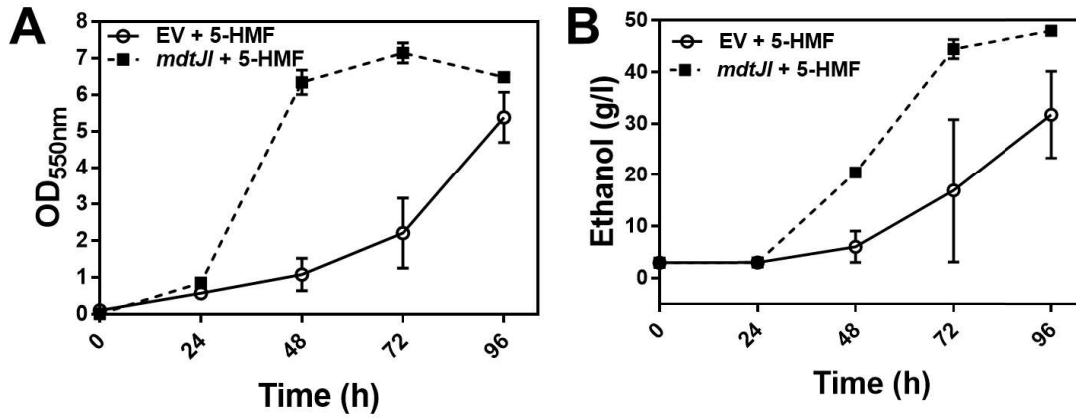 A
EV + 5-HMF
mdtJI + 5-HMF
8
7
6
5
4
3
2
1
0
OD550nm
0
24
48
72
96
Time (h)
B
EV + 5-HMF
mdtJI + 5-HMF
50
40
30
20
10
0
Ethanol (g/l)
0
24
48
72
96
Time (h)